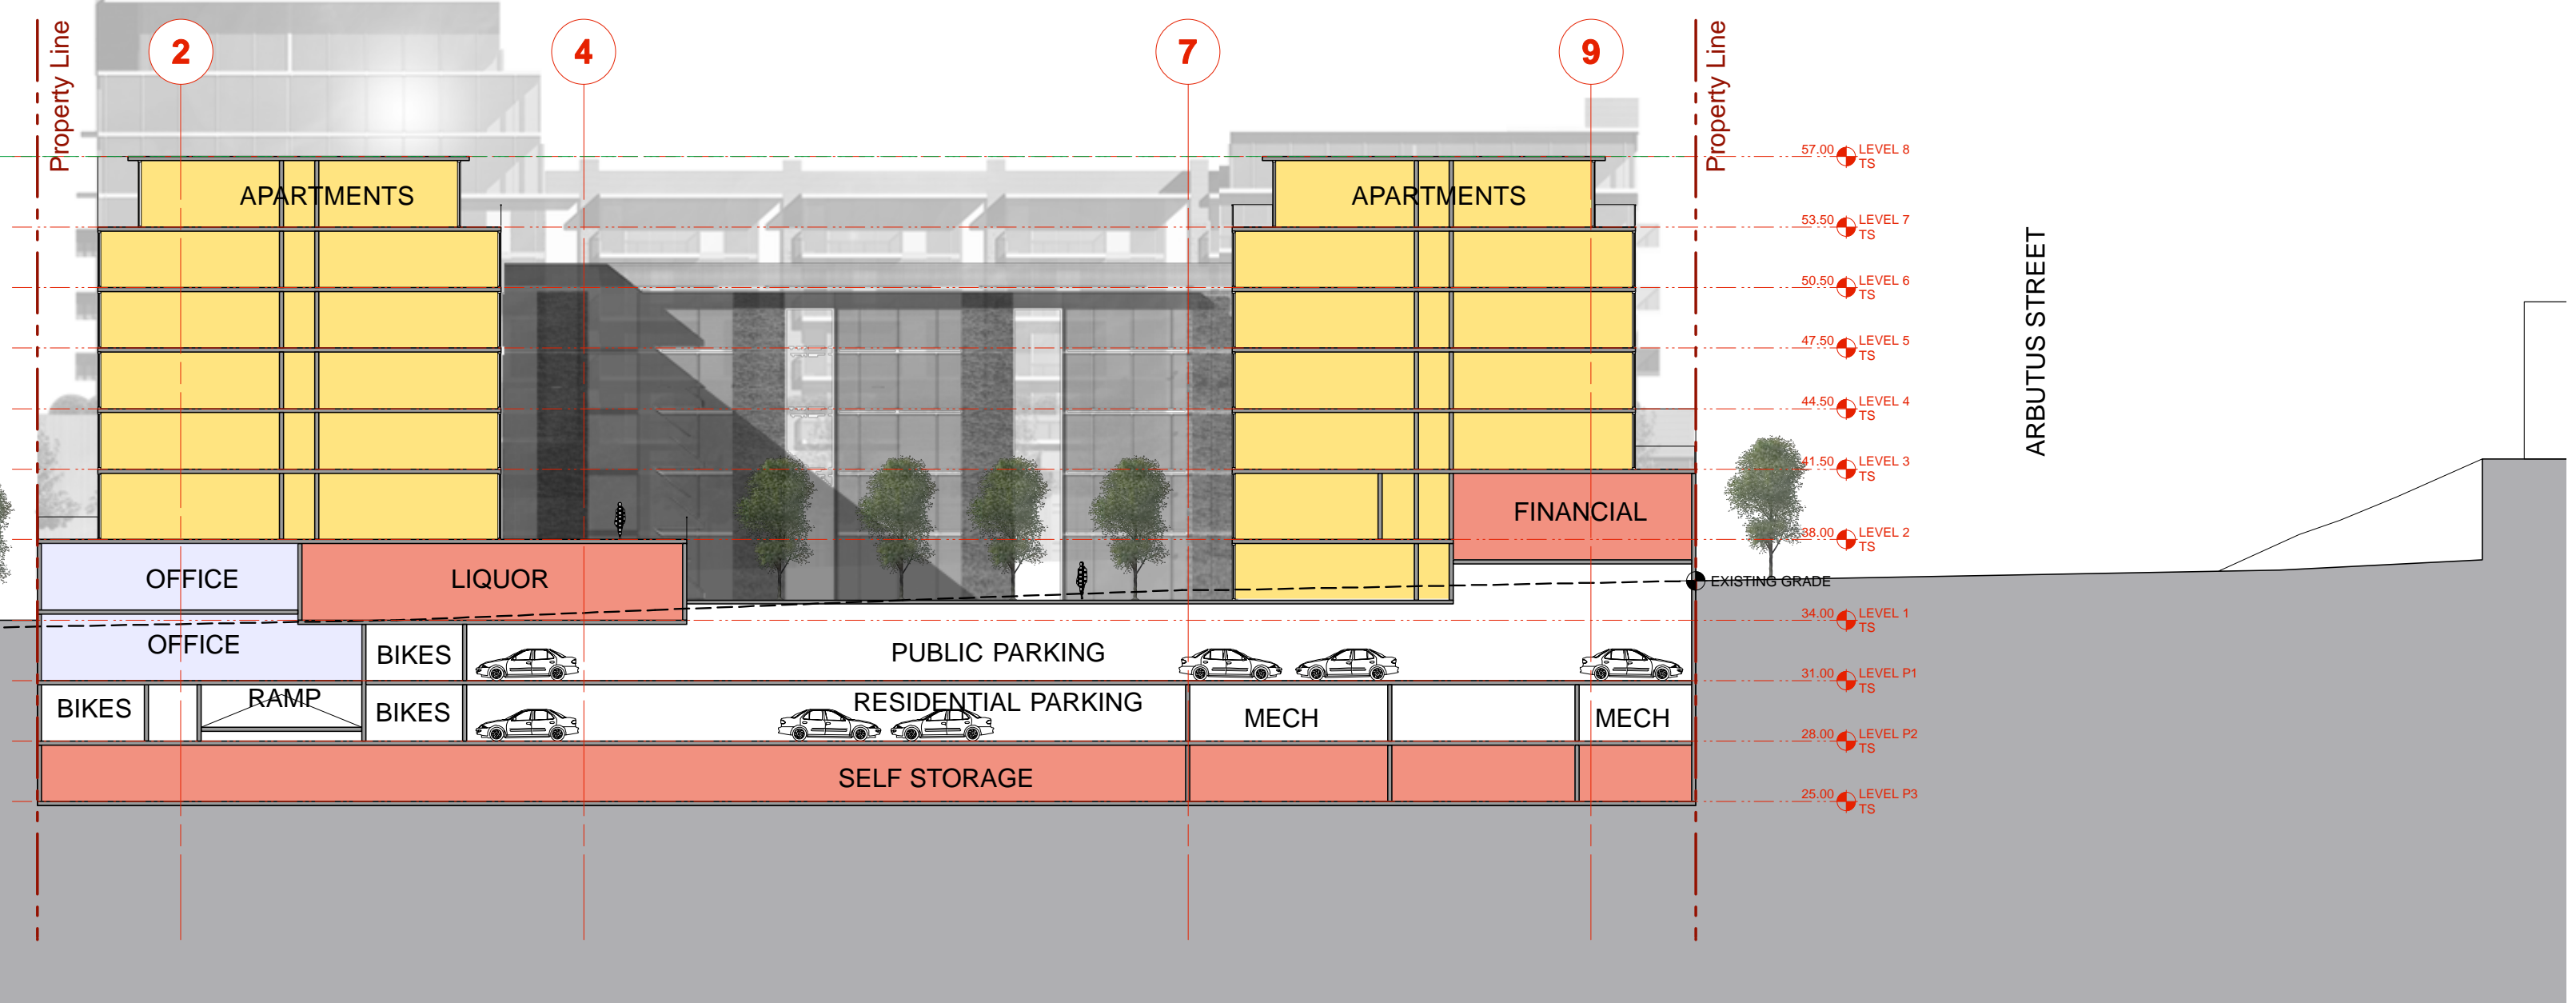 Property Line
2
4
7
9
Property Line
57.00 LEVEL 8
TS
APARTMENTS
APARTMENTS
53.50 LEVEL 7
TS
50.50 LEVEL 6
TS
ARBUTUS STREET
47.50 LEVEL 5
TS
44.50 LEVEL 4
TS
41.50 LEVEL 3
TS
FINANCIAL
38.00 LEVEL 2
TS
OFFICE
LIQUOR
EXISTING GRADE
34.00 LEVEL 1
TS
OFFICE
BIKES
PUBLIC PARKING
31.00 LEVEL P1
TS
BIKES
RAMP
BIKES
RESIDENTIAL PARKING
MECH
MECH
28.00 LEVEL P2
TS
SELF STORAGE
25.00 LEVEL P3
TS